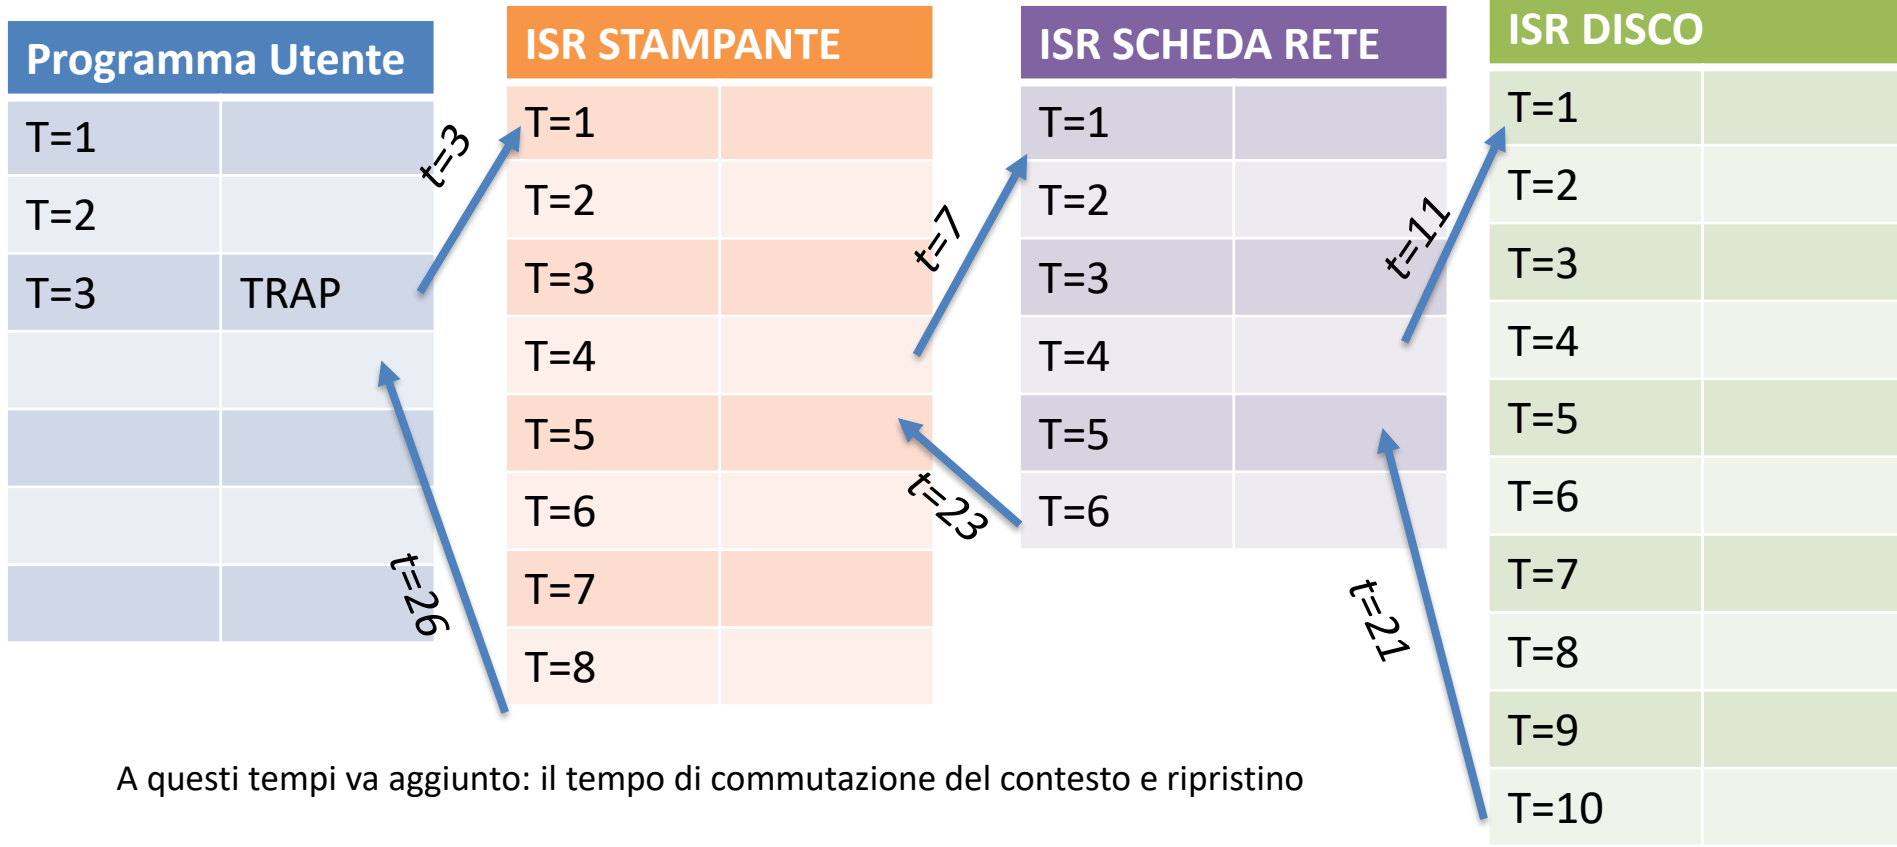 Programma Utente
T=1
T=2
T=3 TRAP
t=3
t=26
ISR STAMPANTE
T=1
T=2
T=3
T=4
T=5
T=6
T=7
T=8
t=7
t=23
ISR SCHEDA RETE
T=1
T=2
T=3
T=4
T=5
T=6
t=11
t=21
ISR DISCO
T=1
T=2
T=3
T=4
T=5
T=6
T=7
T=8
T=9
T=10
A questi tempi va aggiunto: il tempo di commutazione del contesto e ripristino